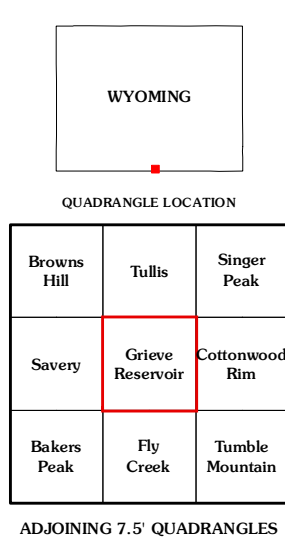 WYOMING
QUADRANGLE LOCATION
Browns
Hill
Tullis
Singer
Peak
Savery
Grieve
Reservoir
Cottonwood
Rim
Bakers
Peak
Fly
Creek
Tumble
Mountain
ADJOINING 7.5' QUADRANGLES